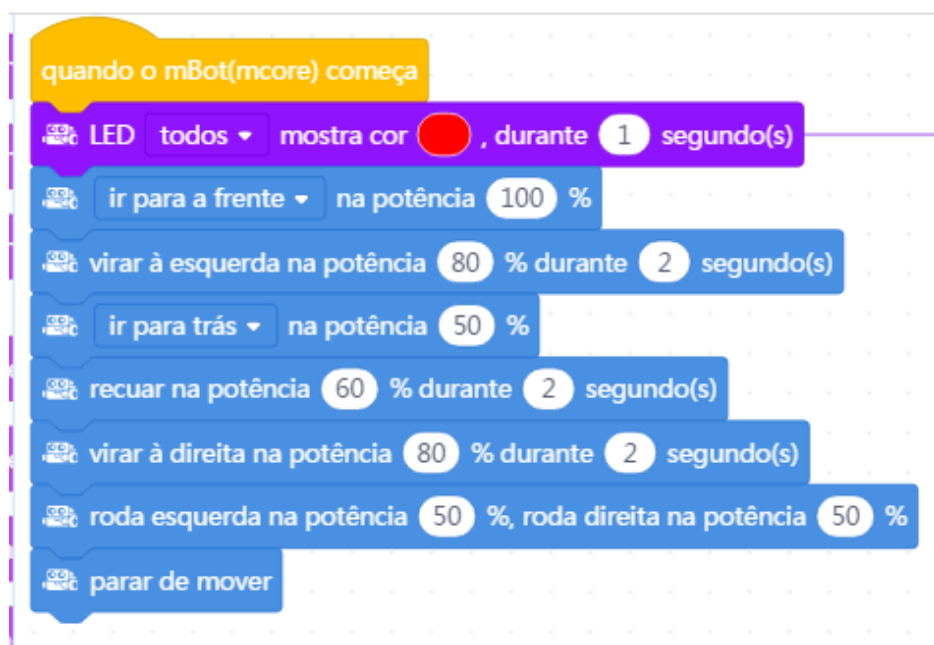 quando o mBot(mcore) começa
LED todos mostra cor , durante 1 segundo(s)
ir para a frente na potência 100 %
virar à esquerda na potência 80 % durante 2 segundo(s)
ir para trás na potência 50 %
recuar na potência 60 % durante 2 segundo(s)
virar à direita na potência 80 % durante 2 segundo(s)
roda esquerda na potência 50 %, roda direita na potência 50 %
parar de mover